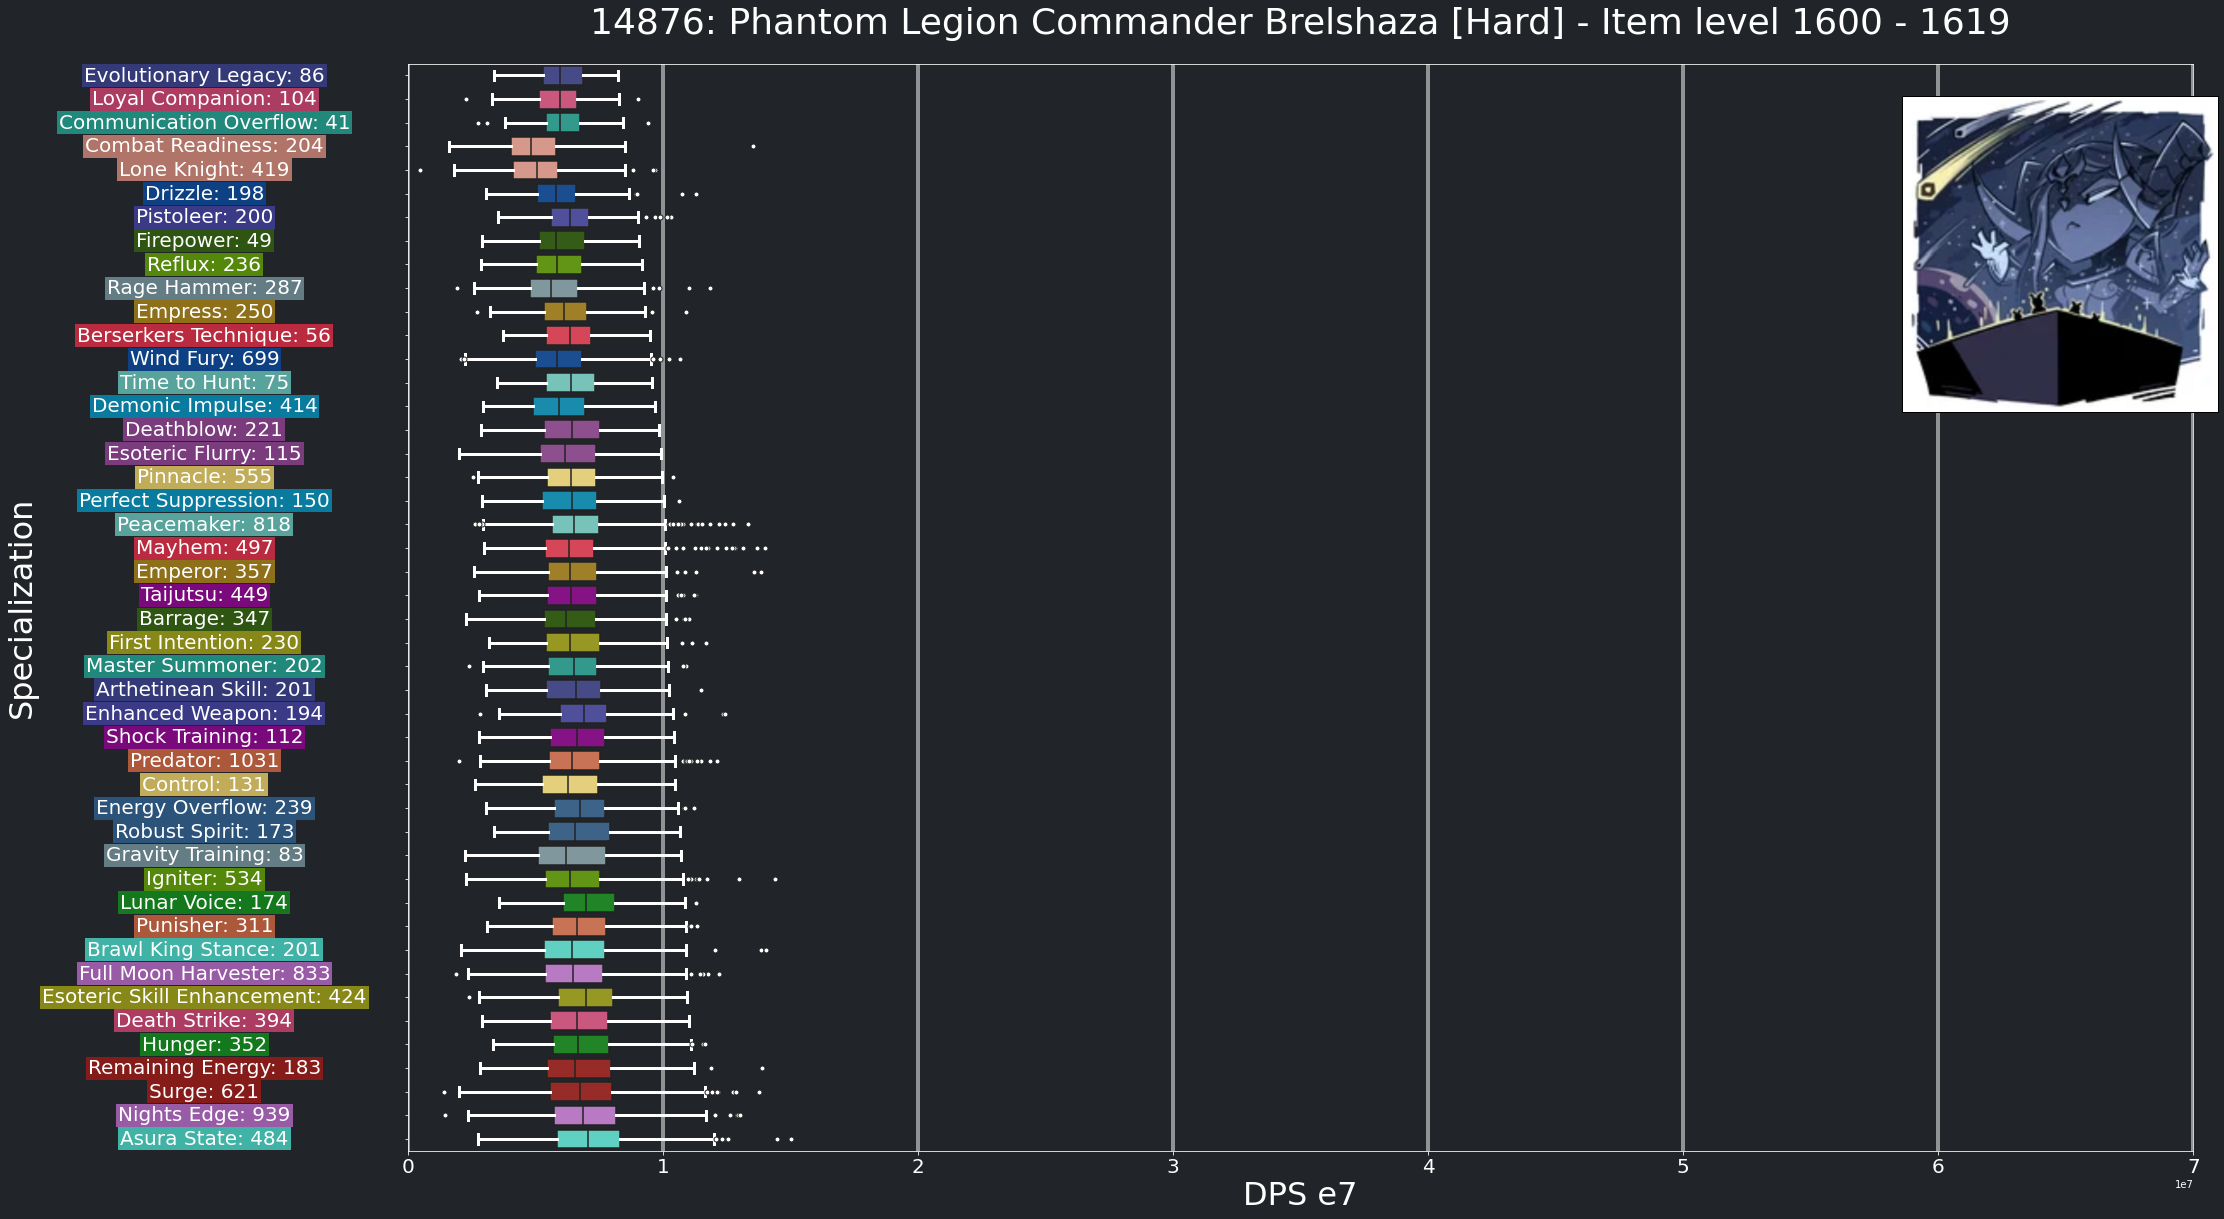 14876: Phantom Legion Commander Brelshaza [Hard] - Item level 1600 - 1619
Specialization
Evolutionary Legacy: 86
Loyal Companion: 104
Communication Overflow: 41
Combat Readiness: 204
Lone Knight: 419
Drizzle: 198
Pistoleer: 200
Firepower: 49
Reflux: 236
Rage Hammer: 287
Empress: 250
Berserkers Technique: 56
Wind Fury: 699
Time to Hunt: 75
Demonic Impulse: 414
Deathblow: 221
Esoteric Flurry: 115
Pinnacle: 555
Perfect Suppression: 150
Peacemaker: 818
Mayhem: 497
Emperor: 357
Taijutsu: 449
Barrage: 347
First Intention: 230
Master Summoner: 202
Arthetinean Skill: 201
Enhanced Weapon: 194
Shock Training: 112
Predator: 1031
Control: 131
Energy Overflow: 239
Robust Spirit: 173
Gravity Training: 83
Igniter: 534
Lunar Voice: 174
Punisher: 311
Brawl King Stance: 201
Full Moon Harvester: 833
Esoteric Skill Enhancement: 424
Death Strike: 394
Hunger: 352
Remaining Energy: 183
Surge: 621
Nights Edge: 939
Asura State: 484
0 1 2 3 4 5 6 7
1e7
DPS e7